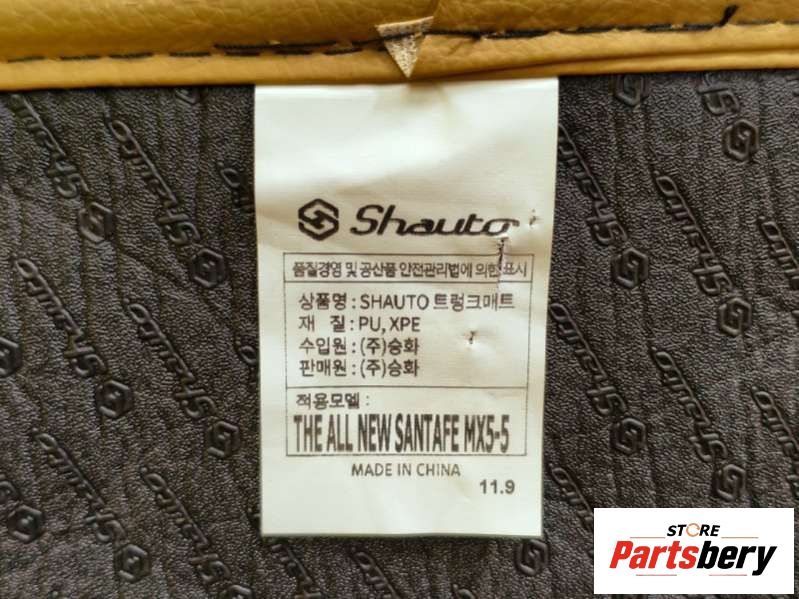 Shauto
품질경영 및 공산품 안전관리법에 의한 표시
상품명 : SHAUTO 트렁크매트
재 질 : PU, XPE
수입원 : (주)승화
판매원 : (주)승화
적용모델 :
THE ALL NEW SANTAFE MX5-5
MADE IN CHINA
11.9
STORE
Partsbery